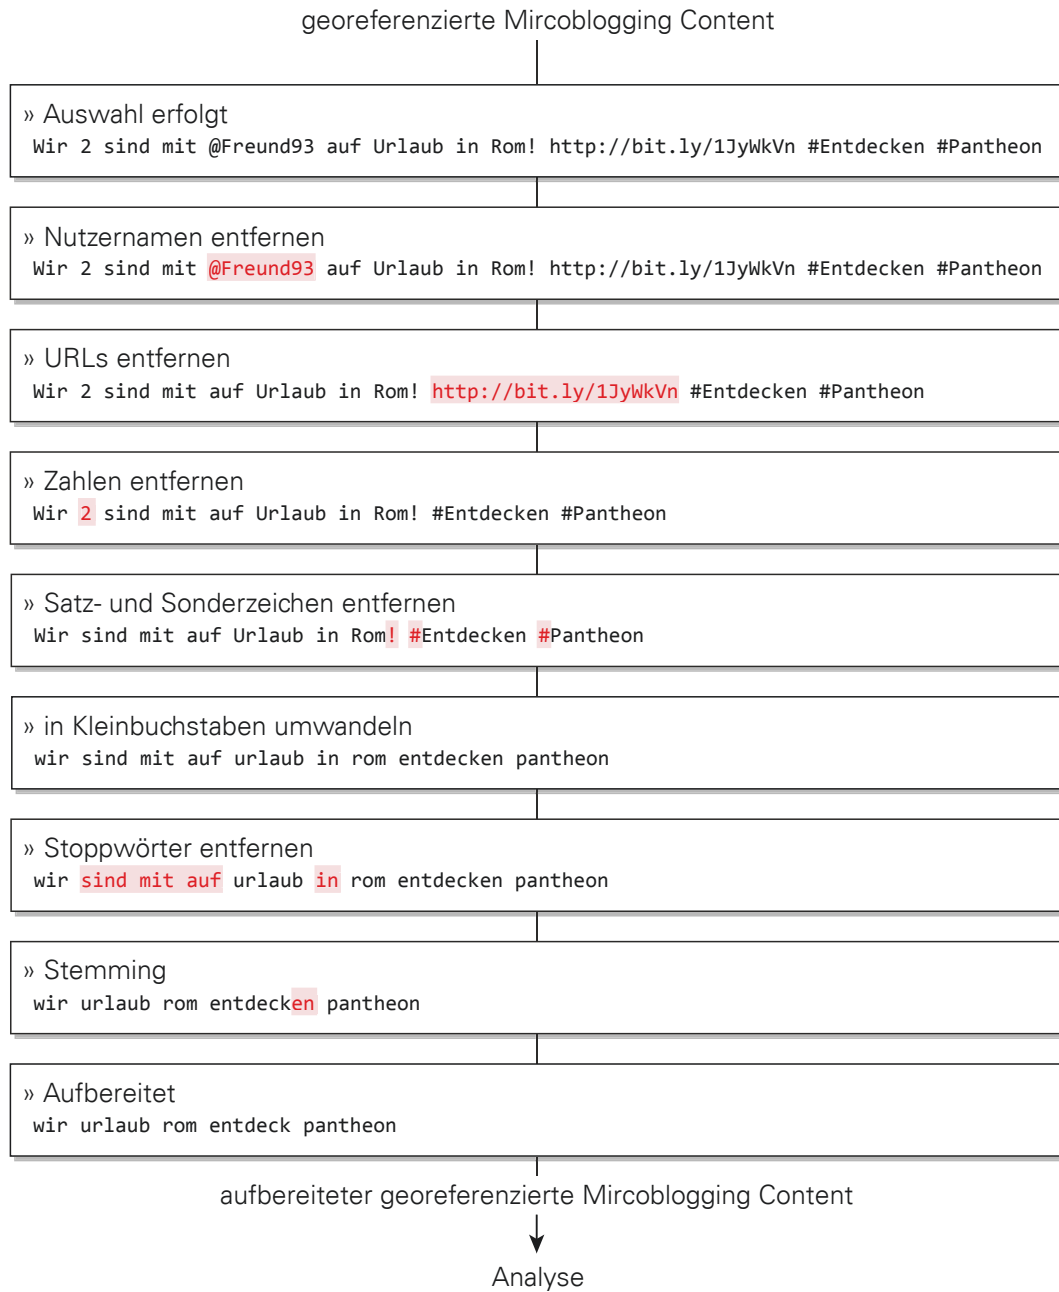 georeferenzierte Mircoblogging Content
» Auswahl erfolgt
Wir 2 sind mit @Freund93 auf Urlaub in Rom! http://bit.ly/1JyWkVn #Entdecken #Pantheon
» Nutzernamen entfernen
Wir 2 sind mit @Freund93 auf Urlaub in Rom! http://bit.ly/1JyWkVn #Entdecken #Pantheon
» URLs entfernen
Wir 2 sind mit auf Urlaub in Rom! http://bit.ly/1JyWkVn #Entdecken #Pantheon
» Zahlen entfernen
Wir 2 sind mit auf Urlaub in Rom! #Entdecken #Pantheon
» Satz- und Sonderzeichen entfernen
Wir sind mit auf Urlaub in Rom! #Entdecken #Pantheon
» in Kleinbuchstaben umwandeln
wir sind mit auf urlaub in rom entdecken pantheon
» Stoppwörter entfernen
wir sind mit auf urlaub in rom entdecken pantheon
» Stemming
wir urlaub rom entdecken pantheon
» Aufbereitet
wir urlaub rom entdeck pantheon
aufbereiteter georeferenzierte Mircoblogging Content
Analyse